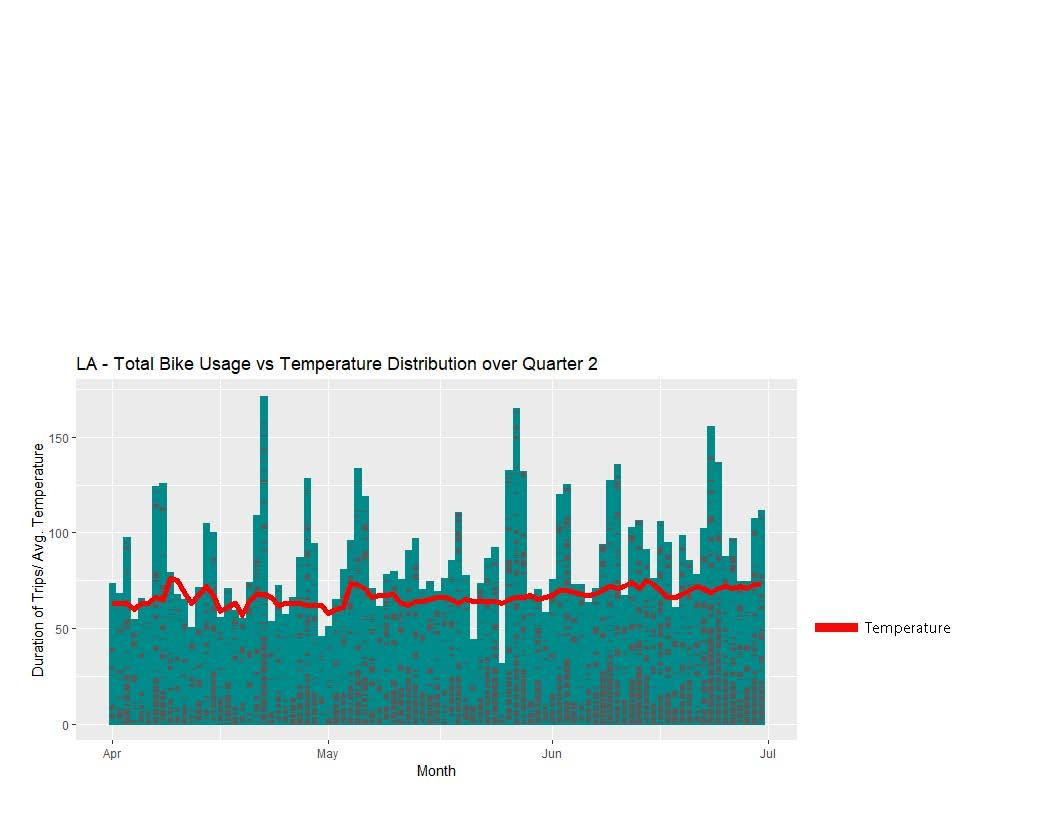 LA - Total Bike Usage vs Temperature Distribution over Quarter 2
Duration of Trips/ Avg. Temperature
150
100
50
0
Apr May Jun Jul
Month
Temperature